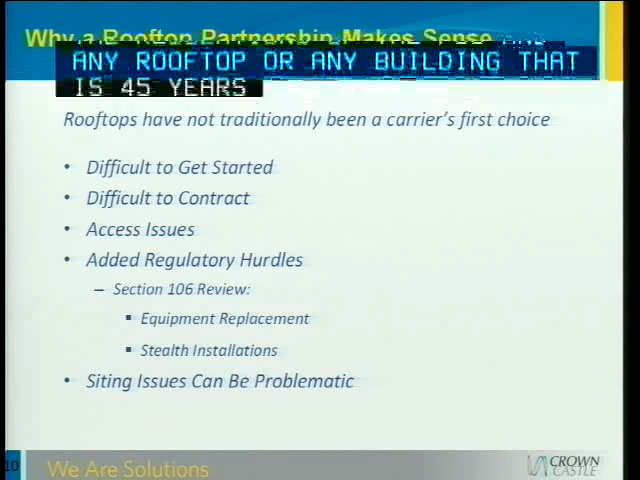 Why a Rooftop Partnership Makes Sense
AND
ANY ROOFTOP OR ANY BUILDING THAT
IS 45 YEARS
Rooftops have not traditionally been a carrier's first choice
• Difficult to Get Started
• Difficult to Contract
• Access Issues
• Added Regulatory Hurdles
– Section 106 Review:
▪ Equipment Replacement
▪ Stealth Installations
• Siting Issues Can Be Problematic
10
We Are Solutions
CROWN
CASTLE